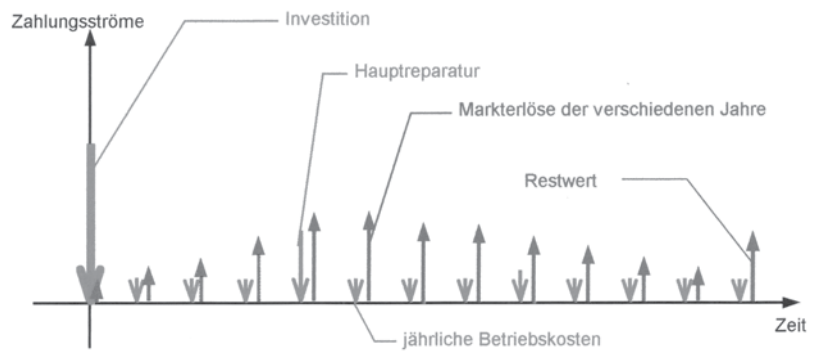 Zahlungsströme
Investition
Hauptreparatur
Markterlöse der verschiedenen Jahre
Restwert
Zeit
jährliche Betriebskosten